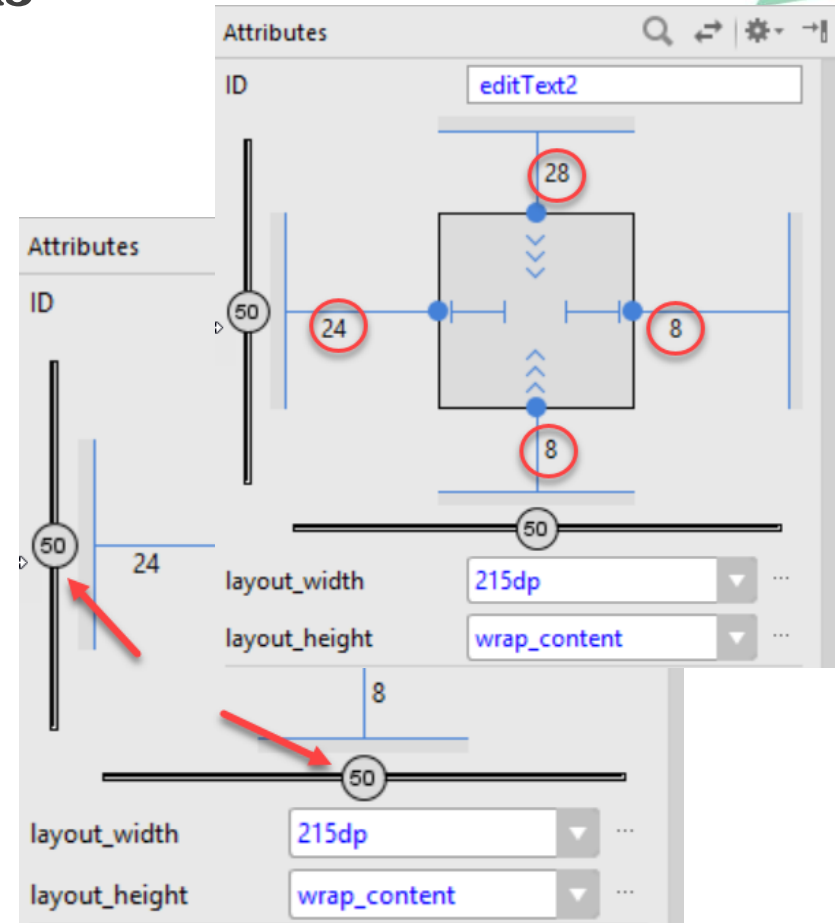 Attributes
ID editText2
28
50
24
8
8
50
layout_width 215dp ...
layout_height wrap_content ...
Attributes
ID
50
24
8
50
layout_width 215dp ...
layout_height wrap_content ...